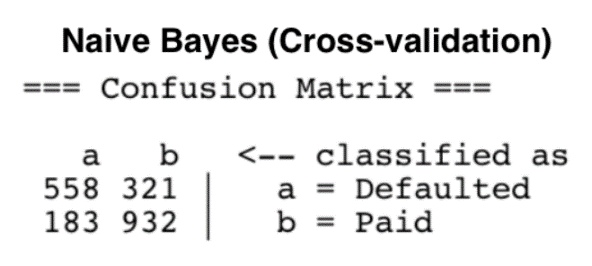 Naive Bayes (Cross-validation)
=== Confusion Matrix ===
a b <-- classified as
558 321 | a = Defaulted
183 932 | b = Paid